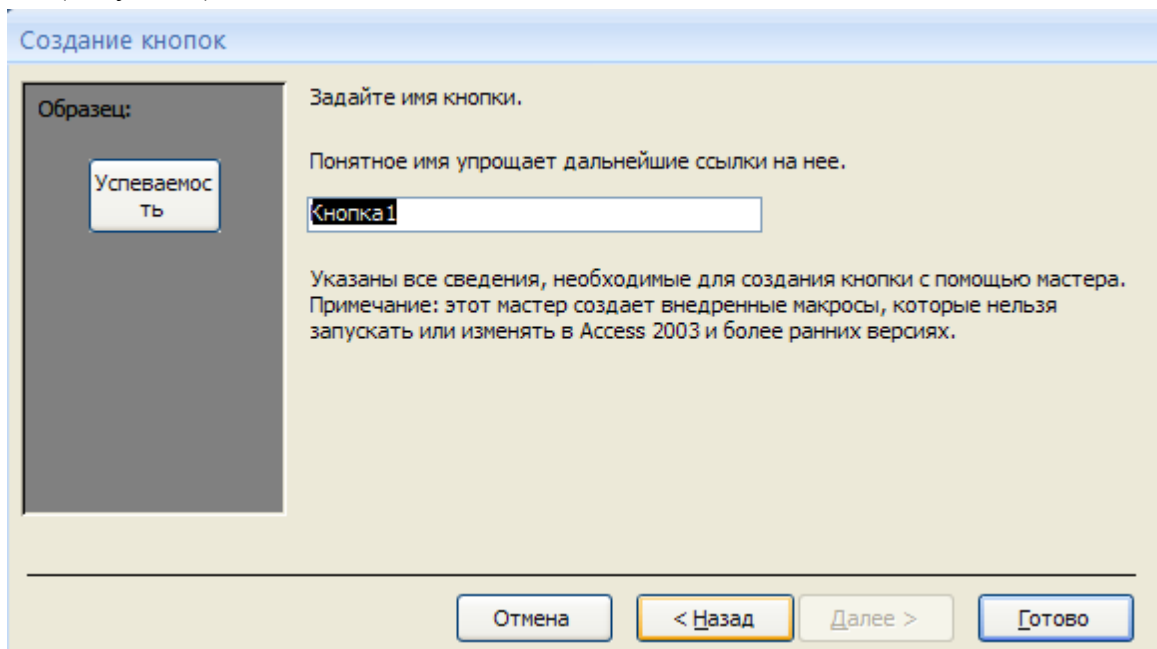 Создание кнопок
Образец:
Успеваемос
ть
Задайте имя кнопки.
Понятное имя упрощает дальнейшие ссылки на нее.
Кнопка1
Указаны все сведения, необходимые для создания кнопки с помощью мастера.
Примечание: этот мастер создает внедренные макросы, которые нельзя
запускать или изменять в Access 2003 и более ранних версиях.
Отмена
< Назад
Далее >
Готово